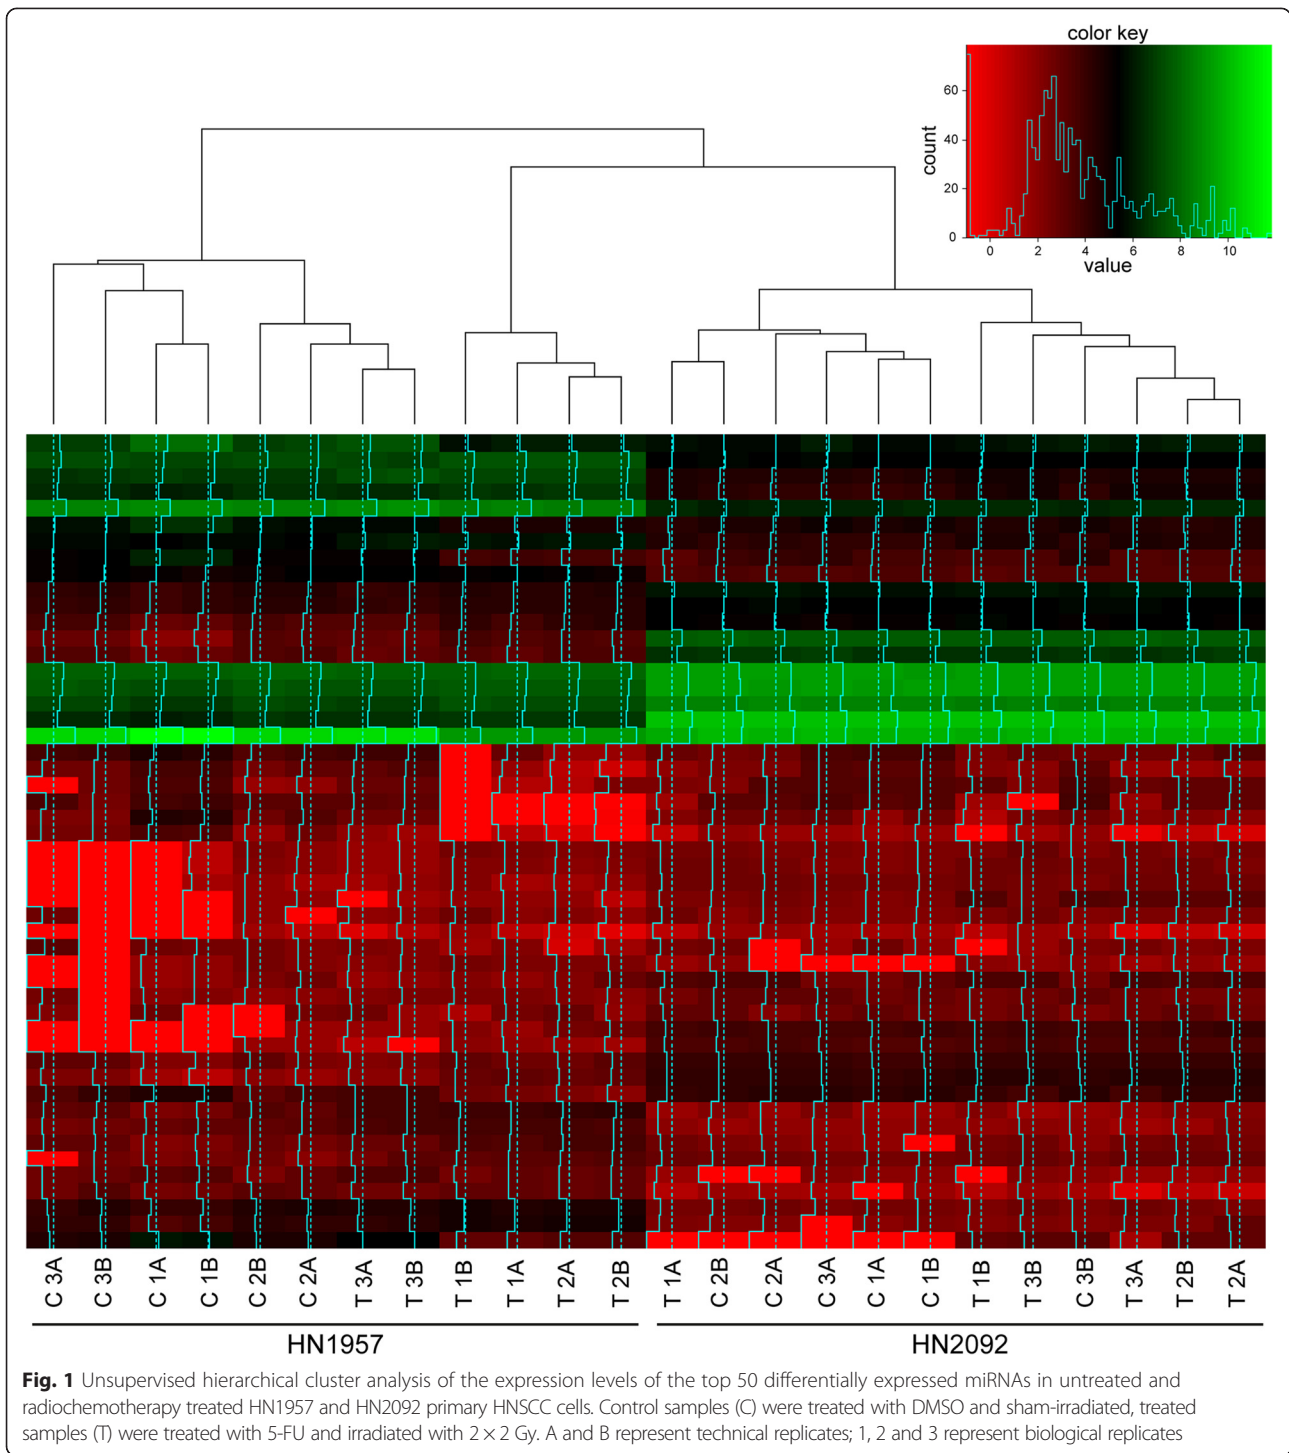 color key
60
40
20
0
count
0 2 4 6 8 10
value
C 3A C 3B C 1A C 1B C 2B C 2A T 3A T 3B T 1B T 1A T 2A T 2B T 1A C 2B C 2A C 3A C 1A C 1B T 1B T 3B C 3B T 3A T 2B T 2A
HN1957 HN2092
Fig. 1 Unsupervised hierarchical cluster analysis of the expression levels of the top 50 differentially expressed miRNAs in untreated and
radiochemotherapy treated HN1957 and HN2092 primary HNSCC cells. Control samples (C) were treated with DMSO and sham-irradiated, treated
samples (T) were treated with 5-FU and irradiated with 2 × 2 Gy. A and B represent technical replicates; 1, 2 and 3 represent biological replicates